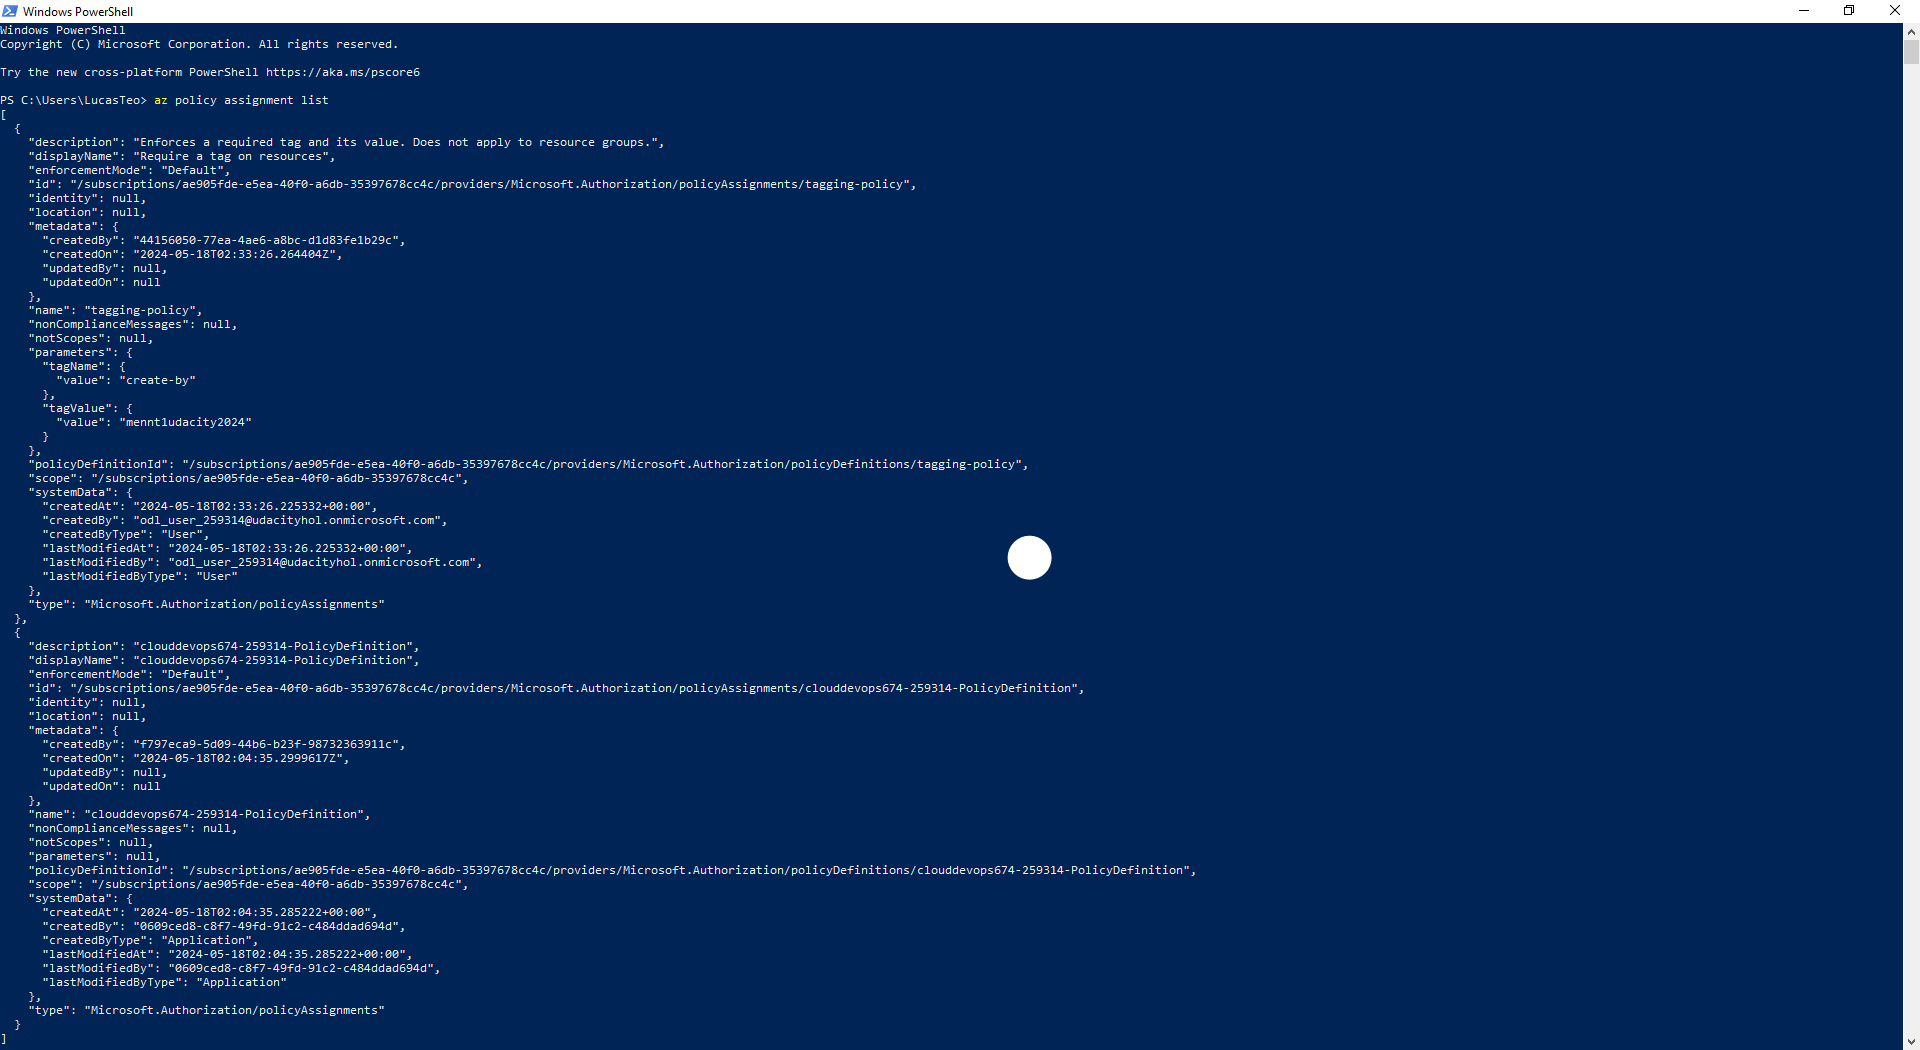 Windows PowerShell
Windows PowerShell
Copyright (C) Microsoft Corporation. All rights reserved.
Try the new cross-platform PowerShell https://aka.ms/pscore6
PS C:\Users\LucasTeo> az policy assignment list
[
  {
    "description": "Enforces a required tag and its value. Does not apply to resource groups.",
    "displayName": "Require a tag on resources",
    "enforcementMode": "Default",
    "id": "/subscriptions/ae905fde-e5ea-40f0-a6db-35397678cc4c/providers/Microsoft.Authorization/policyAssignments/tagging-policy",
    "identity": null,
    "location": null,
    "metadata": {
      "createdBy": "44156050-77ea-4ae6-a8bc-d1d83fe1b29c",
      "createdOn": "2024-05-18T02:33:26.264404Z",
      "updatedBy": null,
      "updatedOn": null
    },
    "name": "tagging-policy",
    "nonComplianceMessages": null,
    "notScopes": null,
    "parameters": {
      "tagName": {
        "value": "create-by"
      },
      "tagValue": {
        "value": "mennt1udacity2024"
      }
    },
    "policyDefinitionId": "/subscriptions/ae905fde-e5ea-40f0-a6db-35397678cc4c/providers/Microsoft.Authorization/policyDefinitions/tagging-policy",
    "scope": "/subscriptions/ae905fde-e5ea-40f0-a6db-35397678cc4c",
    "systemData": {
      "createdAt": "2024-05-18T02:33:26.225332+00:00",
      "createdBy": "odl_user_259314@udacityhol.onmicrosoft.com",
      "createdByType": "User",
      "lastModifiedAt": "2024-05-18T02:33:26.225332+00:00",
      "lastModifiedBy": "odl_user_259314@udacityhol.onmicrosoft.com",
      "lastModifiedByType": "User"
    },
    "type": "Microsoft.Authorization/policyAssignments"
  },
  {
    "description": "clouddevops674-259314-PolicyDefinition",
    "displayName": "clouddevops674-259314-PolicyDefinition",
    "enforcementMode": "Default",
    "id": "/subscriptions/ae905fde-e5ea-40f0-a6db-35397678cc4c/providers/Microsoft.Authorization/policyAssignments/clouddevops674-259314-PolicyDefinition",
    "identity": null,
    "location": null,
    "metadata": {
      "createdBy": "f797eca9-5d09-44b6-b23f-98732363911c",
      "createdOn": "2024-05-18T02:04:35.2999617Z",
      "updatedBy": null,
      "updatedOn": null
    },
    "name": "clouddevops674-259314-PolicyDefinition",
    "nonComplianceMessages": null,
    "notScopes": null,
    "parameters": null,
    "policyDefinitionId": "/subscriptions/ae905fde-e5ea-40f0-a6db-35397678cc4c/providers/Microsoft.Authorization/policyDefinitions/clouddevops674-259314-PolicyDefinition",
    "scope": "/subscriptions/ae905fde-e5ea-40f0-a6db-35397678cc4c",
    "systemData": {
      "createdAt": "2024-05-18T02:04:35.285222+00:00",
      "createdBy": "0609ced8-c8f7-49fd-91c2-c484ddad694d",
      "createdByType": "Application",
      "lastModifiedAt": "2024-05-18T02:04:35.285222+00:00",
      "lastModifiedBy": "0609ced8-c8f7-49fd-91c2-c484ddad694d",
      "lastModifiedByType": "Application"
    },
    "type": "Microsoft.Authorization/policyAssignments"
  }
]